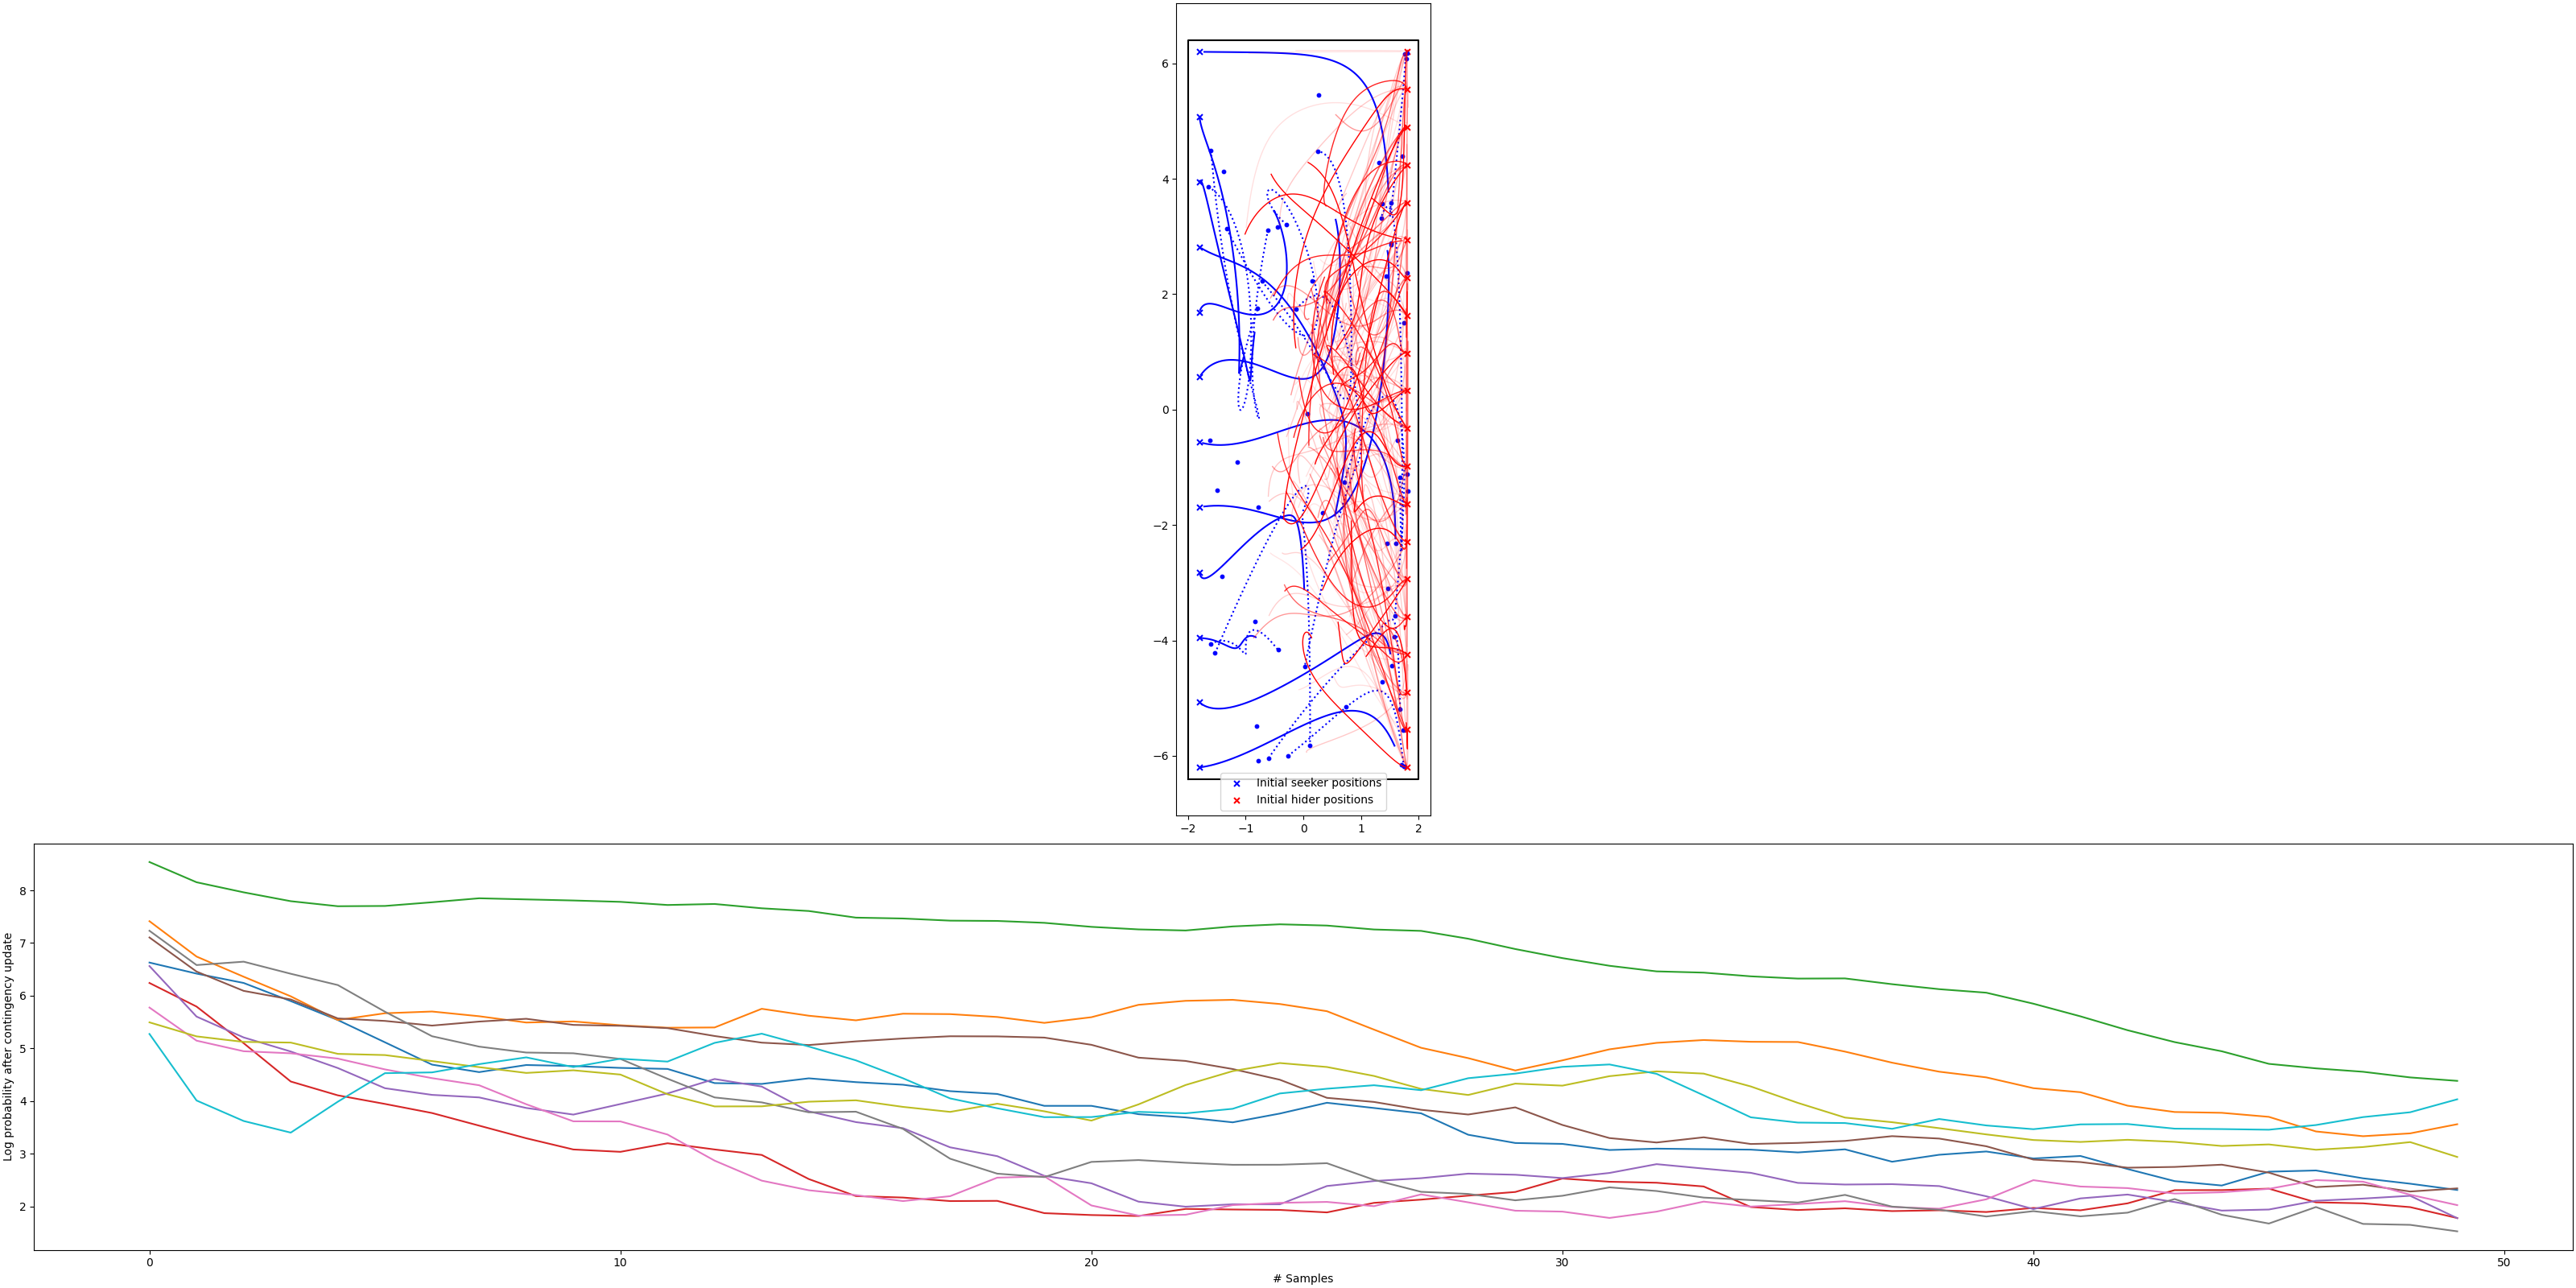 6
4
2
0
−2
−4
−6
Initial seeker positions
Initial hider positions
−2 −1 0 1 2
Log probability after contingency update
8
7
6
5
4
3
2
0 10 20 30 40 50
# Samples